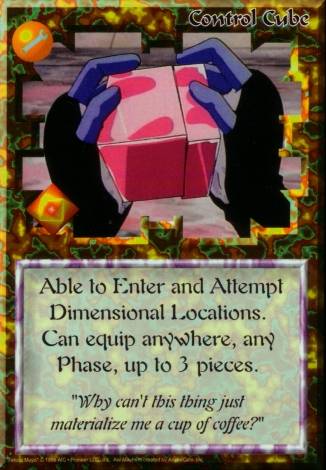 Control Cube
Able to Enter and Attempt
Dimensional Locations.
Can equip anywhere, any
Phase, up to 3 pieces.
"Why can't this thing just
materialize me a cup of coffee?"